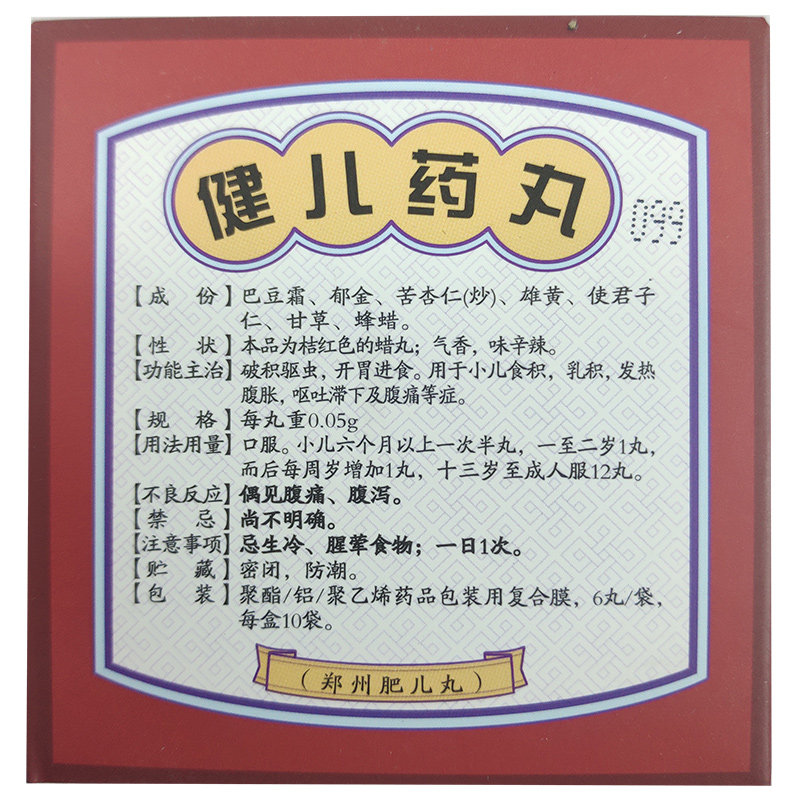 健儿药丸
099
【成份】巴豆霜、郁金、苦杏仁(炒)、雄黄、使君子
仁、甘草、蜂蜡。
【性状】本品为桔红色的蜡丸；气香，味辛辣。
【功能主治】破积驱虫，开胃进食。用于小儿食积，乳积，发热
腹胀，呕吐滞下及腹痛等症。
【规格】每丸重0.05g
【用法用量】口服。小儿六个月以上一次半丸，一至二岁1丸，
而后每周岁增加1丸，十三岁至成人服12丸。
【不良反应】偶见腹痛、腹泻。
【禁忌】尚不明确。
【注意事项】忌生冷、腥荤食物；一日1次。
【贮藏】密闭，防潮。
【包装】聚酯/铝/聚乙烯药品包装用复合膜，6丸/袋，
每盒10袋。
（郑州肥儿丸）